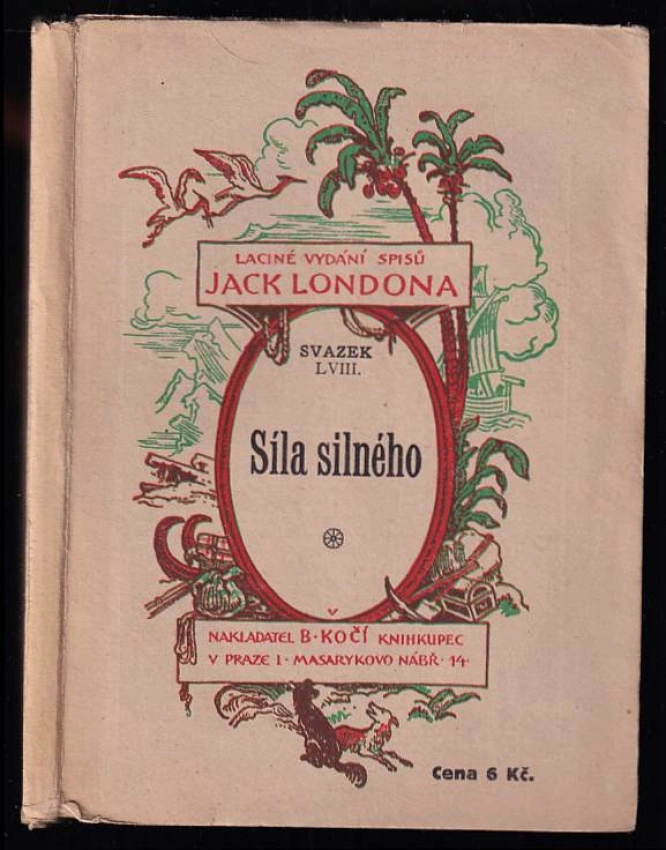 LACINÉ VYDÁNÍ SPISŮ
JACK LONDONA
SVAZEK
LVIII.
Síla silného
NAKLADATEL B·KOČÍ KNIHKUPEC
V PRAZE I· MASARYKOVO NÁBŘ· 14·
Cena 6 Kč.